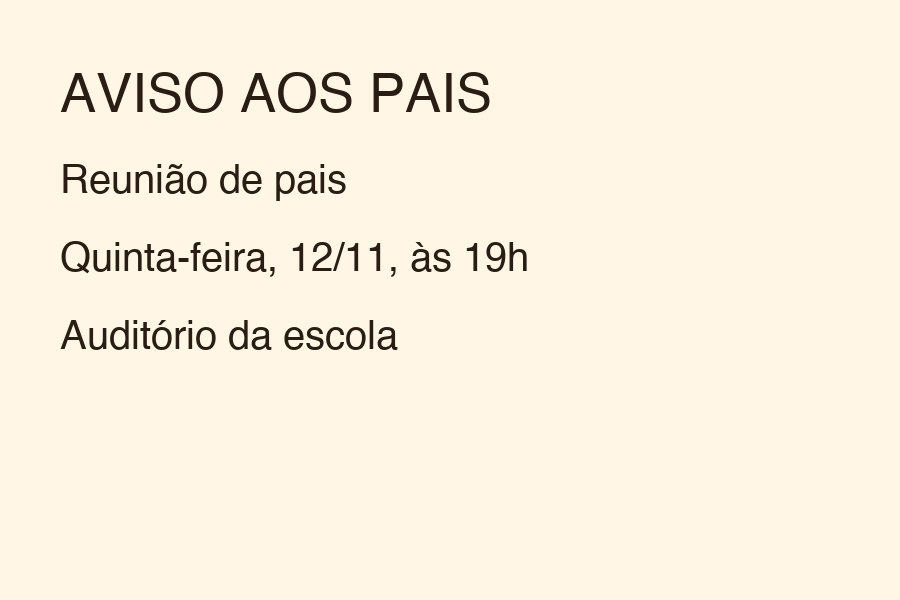 AVISO AOS PAIS
Reunião de pais
Quinta-feira, 12/11, às 19h
Auditório da escola